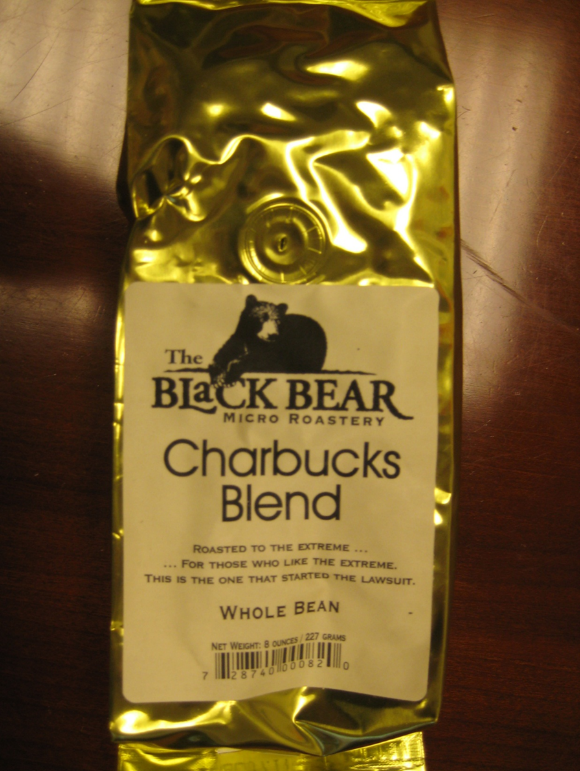 The
BLaCK BEAR
MICRO ROASTERY
Charbucks
Blend
ROASTED TO THE EXTREME ...
... FOR THOSE WHO LIKE THE EXTREME.
THIS IS THE ONE THAT STARTED THE LAWSUIT.
WHOLE BEAN
NET WEIGHT: 8 OUNCES / 227 GRAMS
7 28740 00082 0